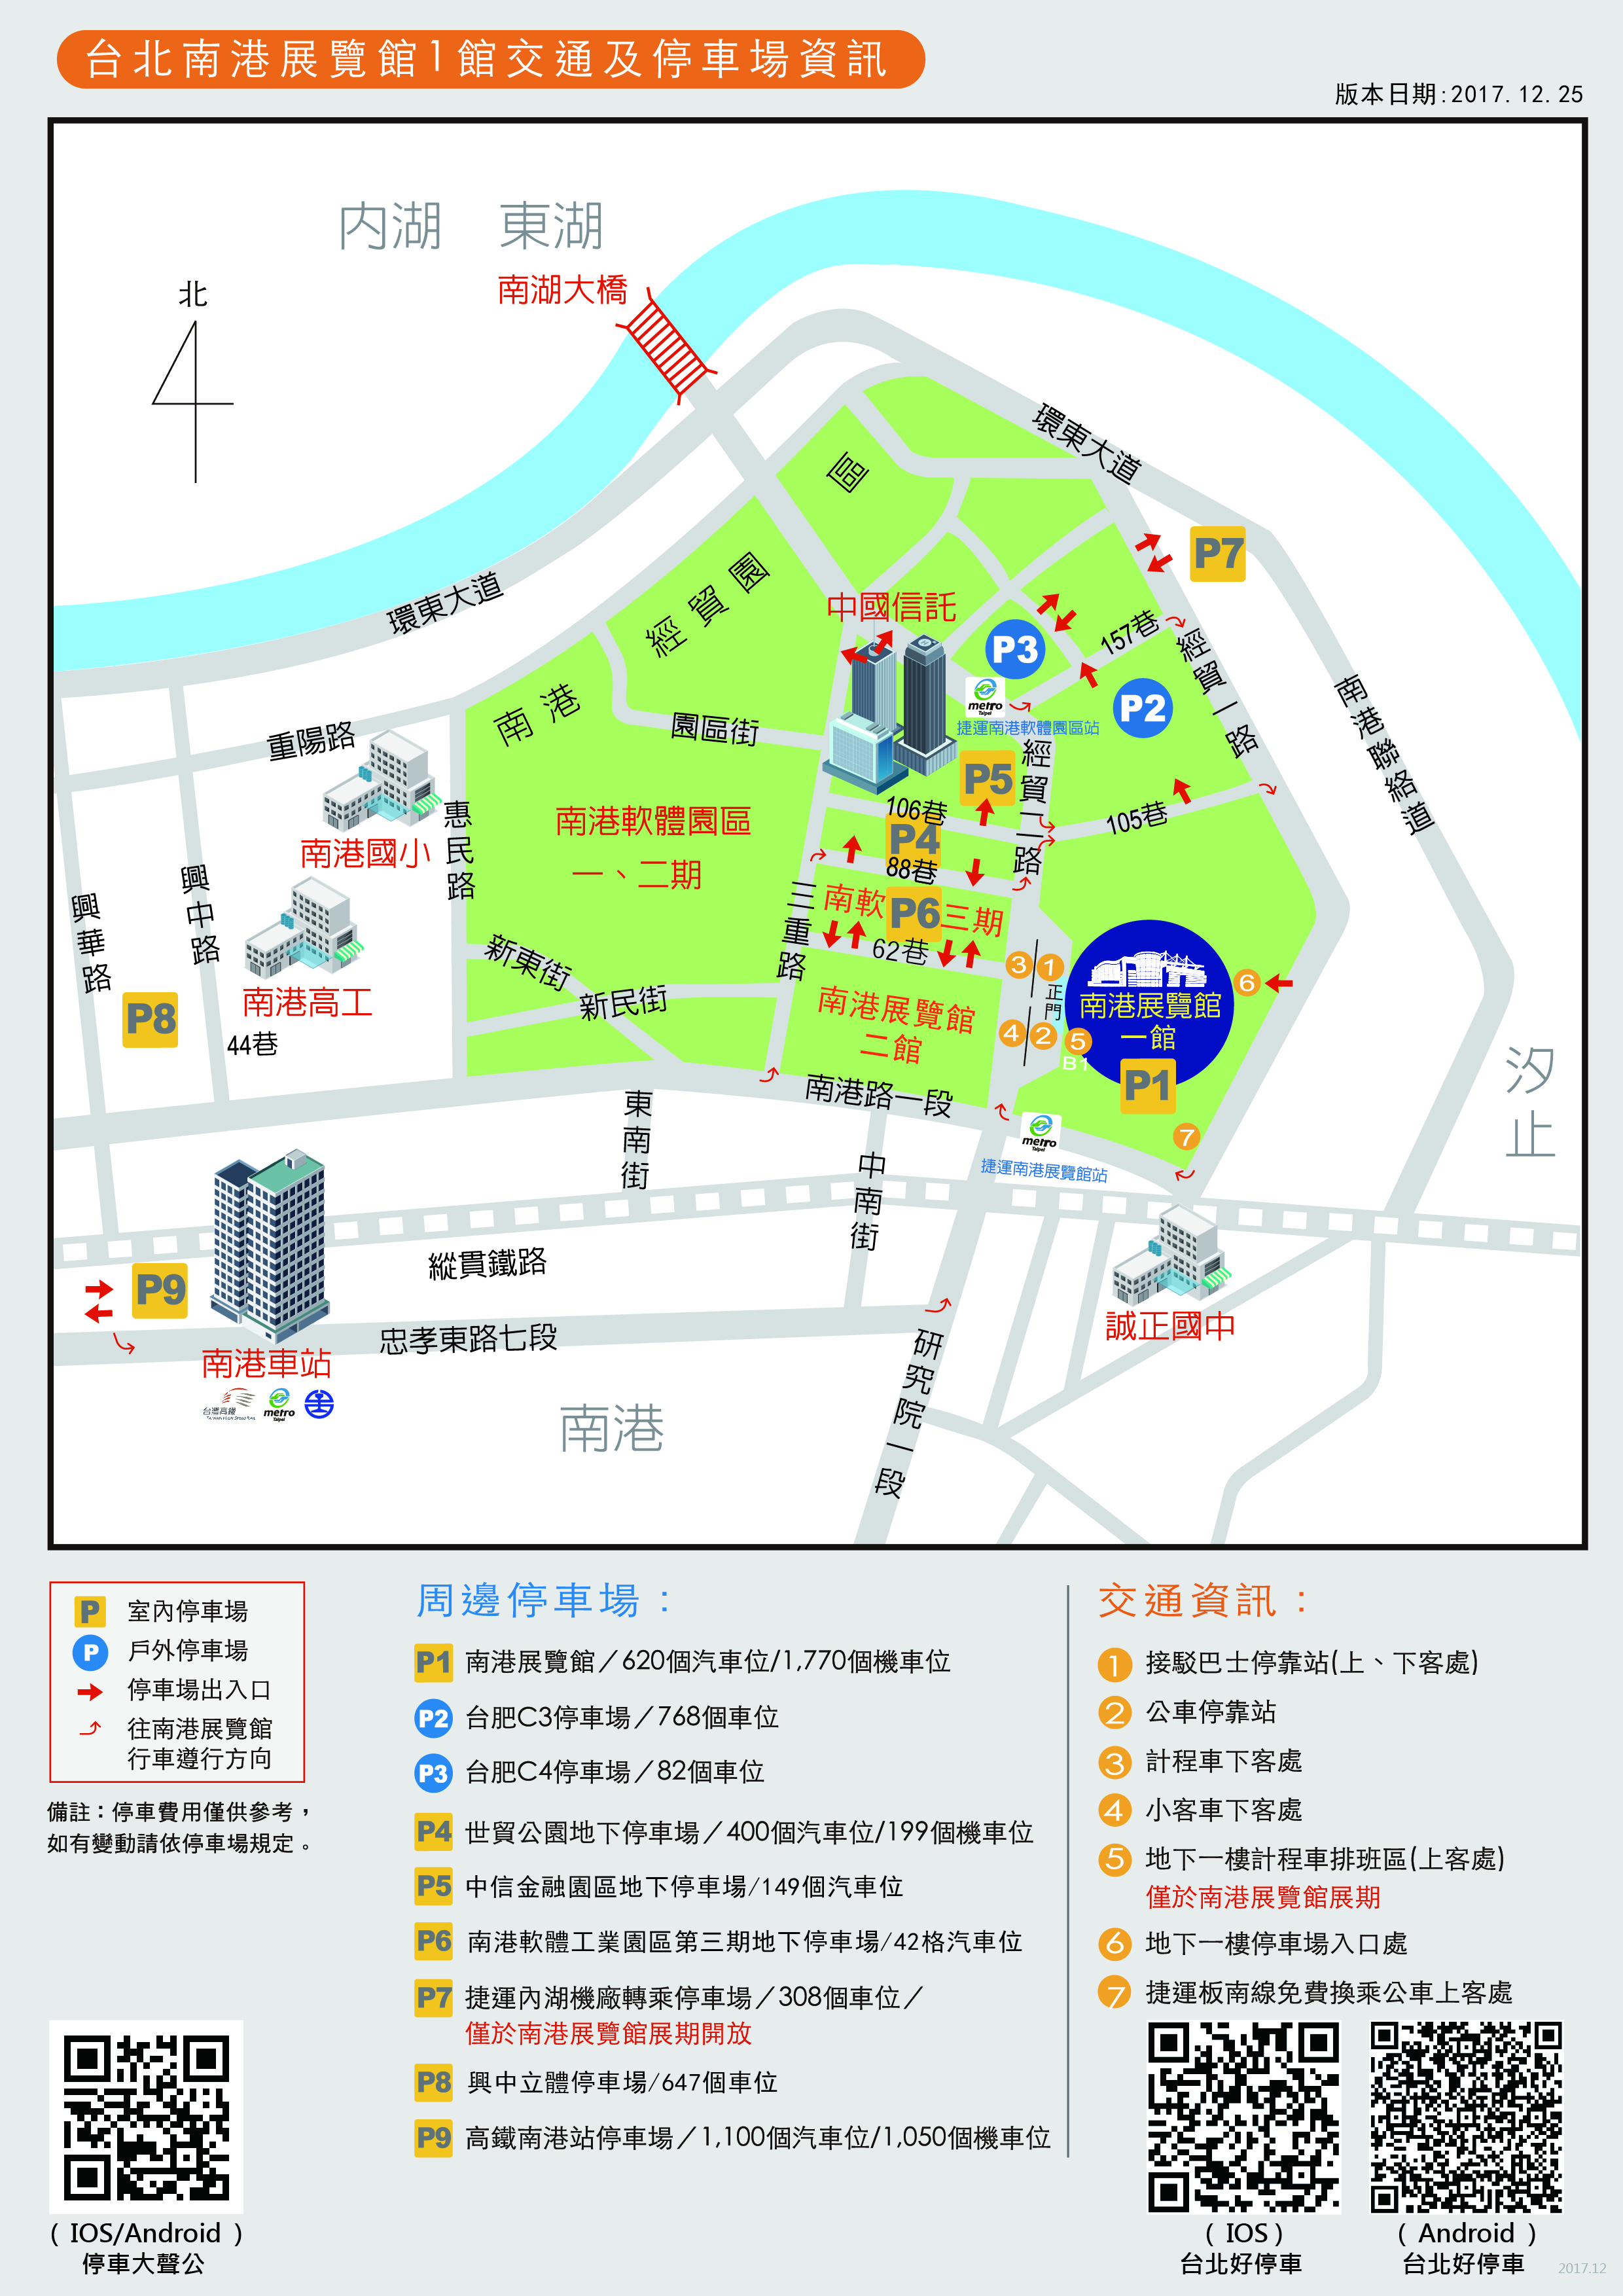 台北南港展覽館1館交通及停車場資訊
版本日期:2017.12.25
內湖 東湖
南湖大橋
北
環東大道
區
經貿園
南港
環東大道
中國信託
P7
P3
157巷
經貿一路
P2
metro
Taipei
捷運南港軟體園區站
南港聯絡道
重陽路
園區街
P5
經貿二路
106巷
105巷
南港國小
惠民路
南港軟體園區
一、二期
P4
88巷
興中路
興華路
三重路
南軟
P6
三期
62巷
新東街
新民街
南港高工
P8
44巷
3
1
正門
4
2
5
B1
6
南港展覽館
一館
P1
南港展覽館
二館
7
汐止
南港路一段
metro
Taipei
捷運南港展覽館站
東南街
中南街
縱貫鐵路
P9
忠孝東路七段
南港車站
台灣高鐵
metro
Taipei
誠正國中
研究院一段
南港
P 室內停車場
P 戶外停車場
停車場出入口
往南港展覽館
行車遵行方向
備註：停車費用僅供參考，
如有變動請依停車場規定。
周邊停車場：
P1 南港展覽館／620個汽車位/1,770個機車位
P2 台肥C3停車場／768個車位
P3 台肥C4停車場／82個車位
P4 世貿公園地下停車場／400個汽車位/199個機車位
P5 中信金融園區地下停車場/149個汽車位
P6 南港軟體工業園區第三期地下停車場/42格汽車位
P7 捷運內湖機廠轉乘停車場／308個車位／
僅於南港展覽館展期開放
P8 興中立體停車場/647個車位
P9 高鐵南港站停車場／1,100個汽車位/1,050個機車位
交通資訊：
1 接駁巴士停靠站(上、下客處)
2 公車停靠站
3 計程車下客處
4 小客車下客處
5 地下一樓計程車排班區(上客處)
僅於南港展覽館展期
6 地下一樓停車場入口處
7 捷運板南線免費換乘公車上客處
( IOS/Android )
停車大聲公
( IOS )
台北好停車
( Android )
台北好停車
2017.12